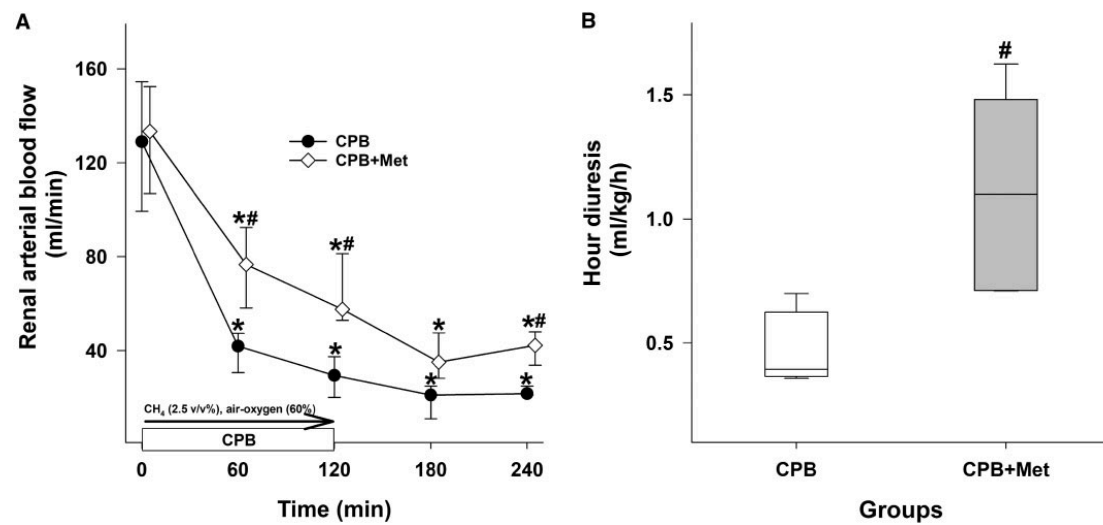 A
Renal arterial blood flow
(ml/min)
160
120
80
40
CPB
CPB+Met
*#
*#
*
*#
*
*
*
*
CH₄ (2.5 v/v%), air-oxygen (60%)
CPB
0 60 120 180 240
Time (min)
B
Hour diuresis
(ml/kg/h)
1.5
1.0
0.5
#
CPB CPB+Met
Groups